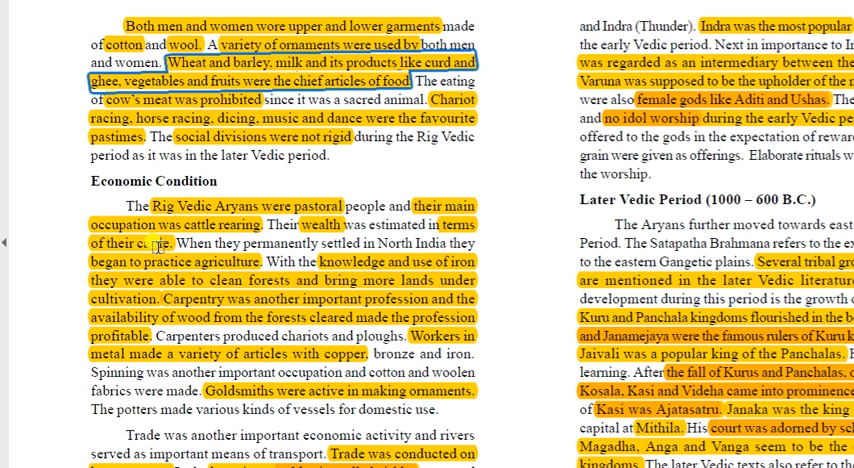 Both men and women wore upper and lower garments made
of cotton and wool. A variety of ornaments were used by both men
and women. Wheat and barley, milk and its products like curd and
ghee, vegetables and fruits were the chief articles of food. The eating
of cow's meat was prohibited since it was a sacred animal. Chariot
racing, horse racing, dicing, music and dance were the favourite
pastimes. The social divisions were not rigid during the Rig Vedic
period as it was in the later Vedic period.
Economic Condition
The Rig Vedic Aryans were pastoral people and their main
occupation was cattle rearing. Their wealth was estimated in terms
of their When they permanently settled in North India they
began to practice agriculture. With the knowledge and use of iron
they were able to clean forests and bring more lands under
cultivation. Carpentry was another important profession and the
availability of wood from the forests cleared made the profession
profitable. Carpenters produced chariots and ploughs. Workers in
metal made a variety of articles with copper, bronze and iron.
Spinning was another important occupation and cotton and woolen
fabrics were made. Goldsmiths were active in making ornaments.
The potters made various kinds of vessels for domestic use.
Trade was another important economic activity and rivers
served as important means of transport. Trade was conducted on
and Indra (Thunder). Indra was the most popular
the early Vedic period. Next in importance to
was regarded as an intermediary between the
Varuna was supposed to be the upholder of the
were also female gods like Aditi and Ushas.
and no idol worship during the early Vedic
offered to the gods in the expectation of
grain were given as offerings. Elaborate rituals
the worship.
Later Vedic Period (1000 – 600 B.C.)
The Aryans further moved towards east
Period. The Satapatha Brahmana refers to the
to the eastern Gangetic plains. Several tribal
are mentioned in the later Vedic literature
development during this period is the growth
Kuru and Panchala kingdoms flourished in the
and Janamejaya were the famous rulers of Kuru
Jaivali was a popular king of the Panchalas.
learning. After the fall of Kurus and Panchalas,
Kosala, Kasi and Videha came into prominence
of Kasi was Ajatasatru. Janaka was the king
capital at Mithila. His court was adorned by
Magadha, Anga and Vanga seem to be the
kingdoms. The later Vedic texts also refer to the